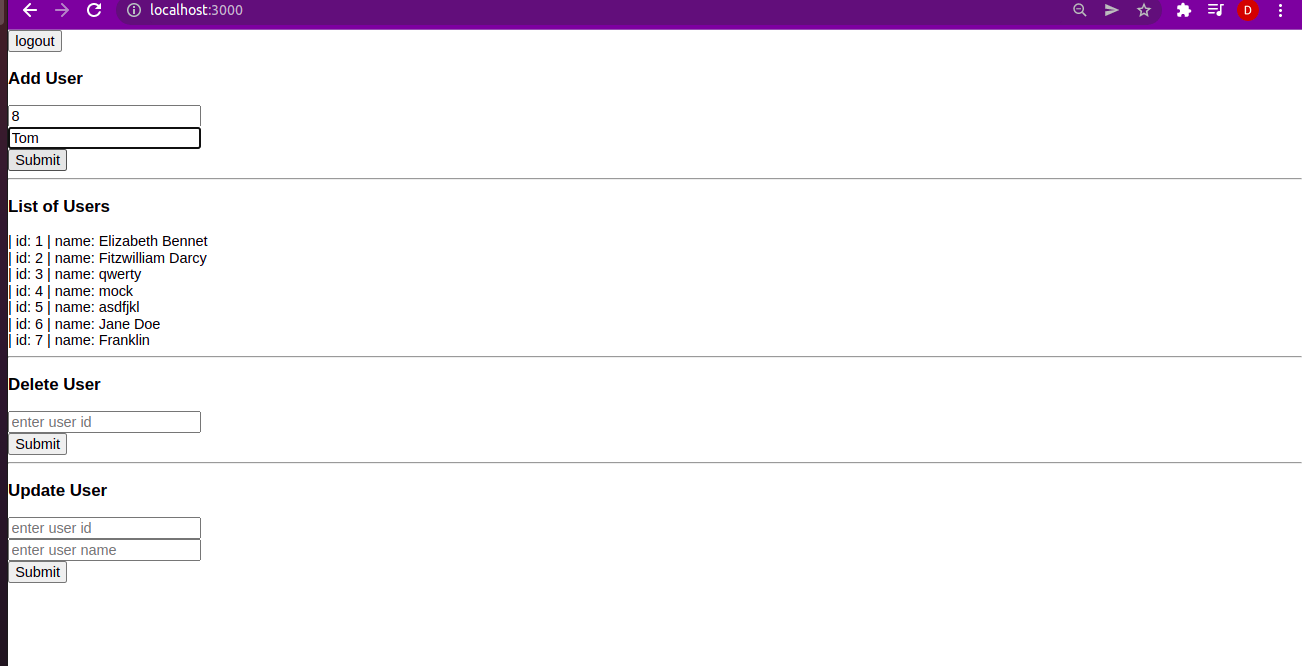 localhost:3000
D
logout
Add User
8
Tom
Submit
List of Users
| id: 1 | name: Elizabeth Bennet
| id: 2 | name: Fitzwilliam Darcy
| id: 3 | name: qwerty
| id: 4 | name: mock
| id: 5 | name: asdfjkl
| id: 6 | name: Jane Doe
| id: 7 | name: Franklin
Delete User
enter user id
Submit
Update User
enter user id
enter user name
Submit